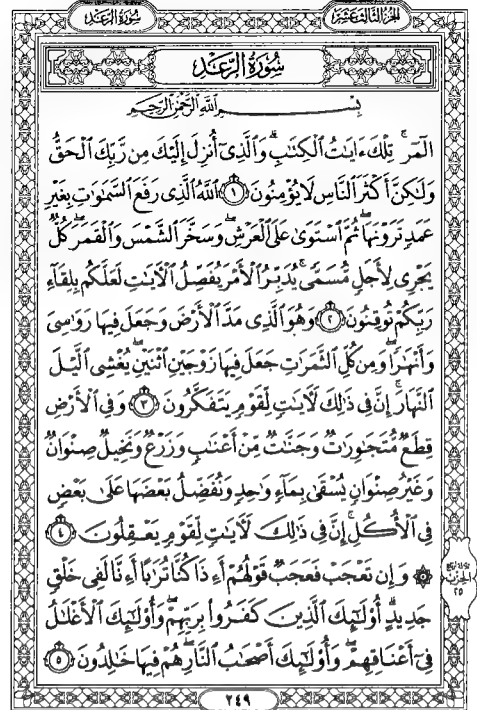 الجزء الثالث عشر
سورة الرعد
سُورَةُ الرَّعْدِ
بِسْمِ اللَّهِ الرَّحْمَٰنِ الرَّحِيمِ
الٓمٓر ۚ تِلْكَ ءَايَـٰتُ ٱلْكِتَـٰبِ ۗ وَٱلَّذِىٓ أُنزِلَ إِلَيْكَ مِن رَّبِّكَ ٱلْحَقُّ
وَلَـٰكِنَّ أَكْثَرَ ٱلنَّاسِ لَا يُؤْمِنُونَ ١ ٱللَّهُ ٱلَّذِى رَفَعَ ٱلسَّمَـٰوَٰتِ بِغَيْرِ
عَمَدٍ تَرَوْنَهَا ۖ ثُمَّ ٱسْتَوَىٰ عَلَى ٱلْعَرْشِ ۖ وَسَخَّرَ ٱلشَّمْسَ وَٱلْقَمَرَ ۖ كُلٌّ
يَجْرِى لِأَجَلٍ مُّسَمًّى ۚ يُدَبِّرُ ٱلْأَمْرَ يُفَصِّلُ ٱلْـَٔايَـٰتِ لَعَلَّكُم بِلِقَآءِ
رَبِّكُمْ تُوقِنُونَ ٢ وَهُوَ ٱلَّذِى مَدَّ ٱلْأَرْضَ وَجَعَلَ فِيهَا رَوَٰسِىَ
وَأَنْهَـٰرًا ۖ وَمِن كُلِّ ٱلثَّمَرَٰتِ جَعَلَ فِيهَا زَوْجَيْنِ ٱثْنَيْنِ ۖ يُغْشِى ٱلَّيْلَ
ٱلنَّهَارَ ۚ إِنَّ فِى ذَٰلِكَ لَـَٔايَـٰتٍ لِّقَوْمٍ يَتَفَكَّرُونَ ٣ وَفِى ٱلْأَرْضِ
قِطَعٌ مُّتَجَـٰوِرَٰتٌ وَجَنَّـٰتٌ مِّنْ أَعْنَـٰبٍ وَزَرْعٌ وَنَخِيلٌ صِنْوَانٌ
وَغَيْرُ صِنْوَانٍ يُسْقَىٰ بِمَآءٍ وَٰحِدٍ وَنُفَضِّلُ بَعْضَهَا عَلَىٰ بَعْضٍ
فِى ٱلْأُكُلِ ۚ إِنَّ فِى ذَٰلِكَ لَـَٔايَـٰتٍ لِّقَوْمٍ يَعْقِلُونَ ٤
۞ وَإِن تَعْجَبْ فَعَجَبٌ قَوْلُهُمْ أَءِذَا كُنَّا تُرَٰبًا أَءِنَّا لَفِى خَلْقٍ
جَدِيدٍ ۗ أُو۟لَـٰٓئِكَ ٱلَّذِينَ كَفَرُوا۟ بِرَبِّهِمْ ۖ وَأُو۟لَـٰٓئِكَ ٱلْأَغْلَـٰلُ
فِىٓ أَعْنَاقِهِمْ ۖ وَأُو۟لَـٰٓئِكَ أَصْحَـٰبُ ٱلنَّارِ ۖ هُمْ فِيهَا خَـٰلِدُونَ ٥
الحزب
٢٥
٢٤٩